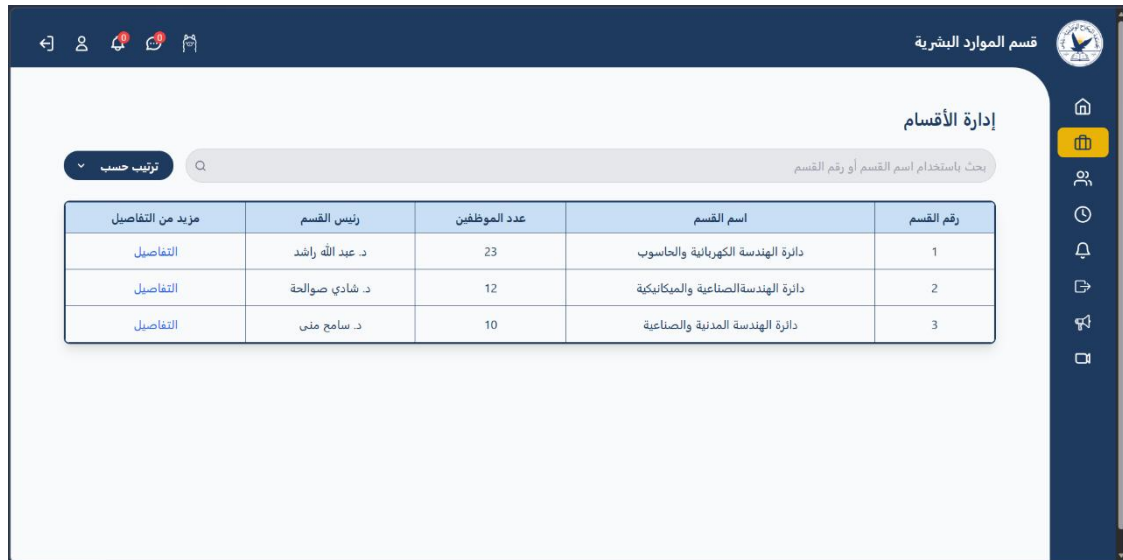 قسم الموارد البشرية
0 0
إدارة الأقسام
بحث باستخدام اسم القسم أو رقم القسم
ترتيب حسب
رقم القسم اسم القسم عدد الموظفين رئيس القسم مزيد من التفاصيل
1 دائرة الهندسة الكهربائية والحاسوب 23 د. عبد الله راشد التفاصيل
2 دائرة الهندسةالصناعية والميكانيكية 12 د. شادي صوالحة التفاصيل
3 دائرة الهندسة المدنية والصناعية 10 د. سامح منى التفاصيل